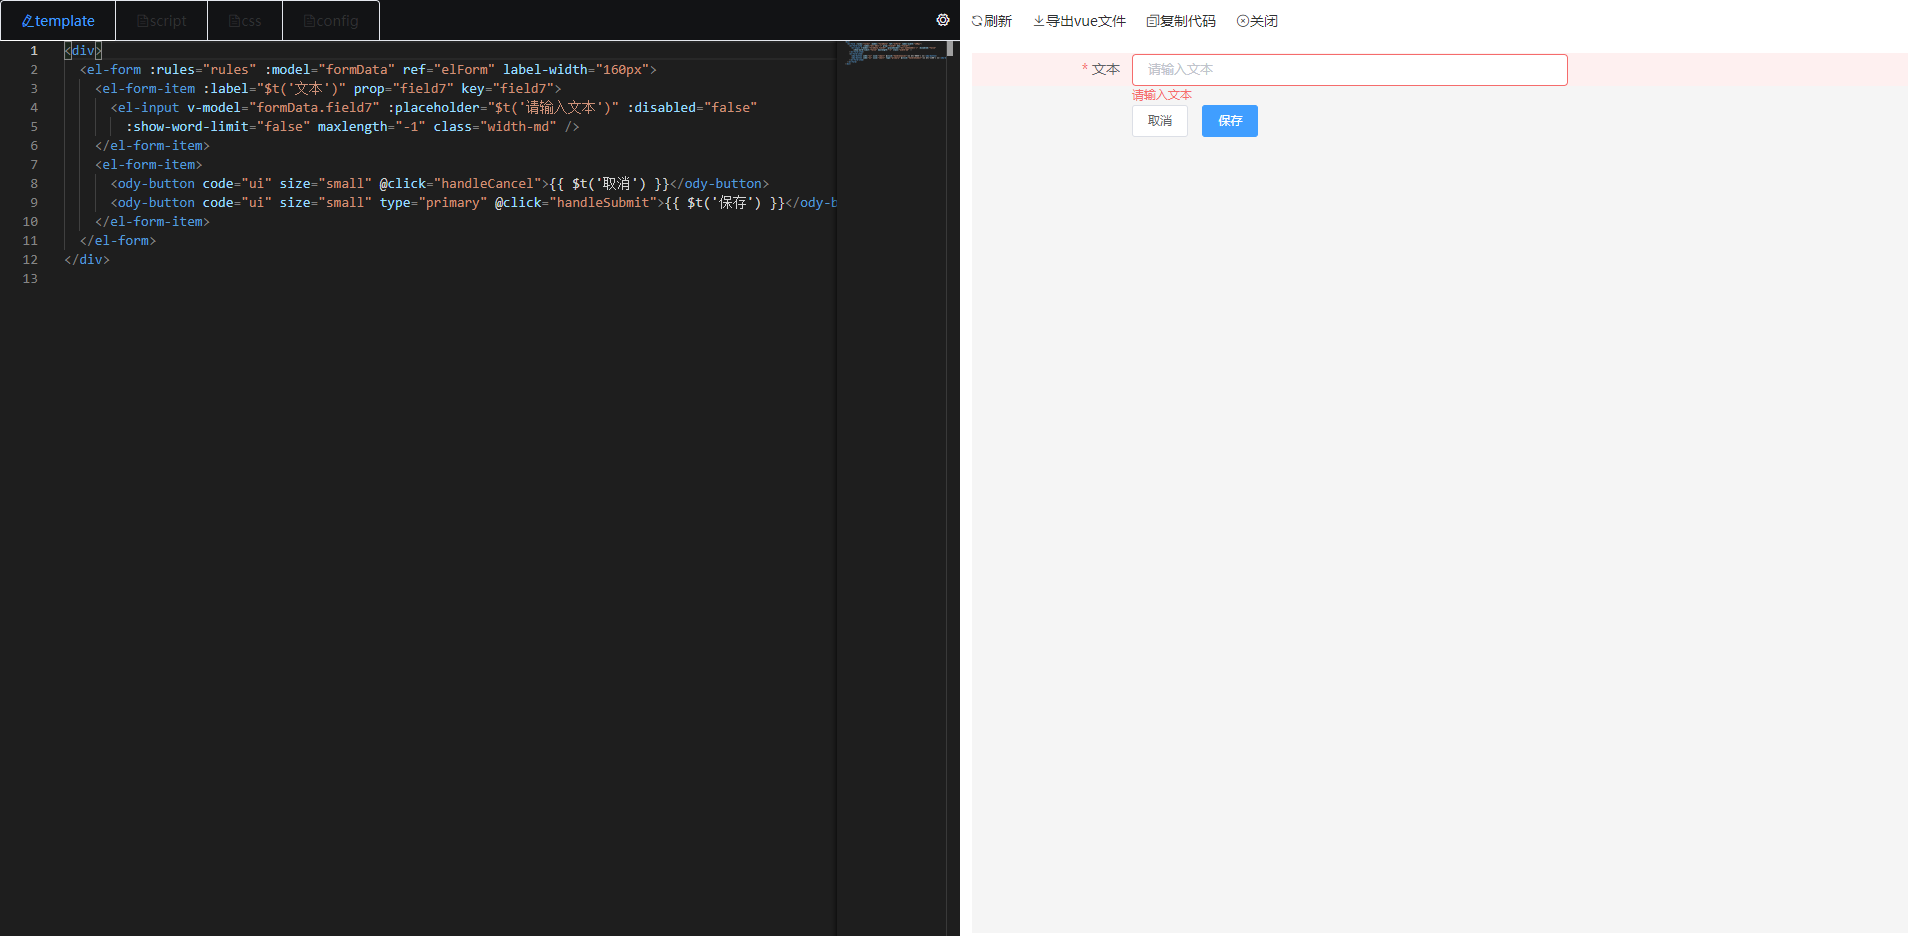 template script css config
1 <div>
2 <el-form :rules="rules" :model="formData" ref="elForm" label-width="160px">
3 <el-form-item :label="$t('文本')" prop="field7" key="field7">
4 <el-input v-model="formData.field7" :placeholder="$t('请输入文本')" :disabled="false"
5 :show-word-limit="false" maxlength="-1" class="width-md" />
6 </el-form-item>
7 <el-form-item>
8 <ody-button code="ui" size="small" @click="handleCancel">{{ $t('取消') }}</ody-button>
9 <ody-button code="ui" size="small" type="primary" @click="handleSubmit">{{ $t('保存') }}</ody-b
10 </el-form-item>
11 </el-form>
12 </div>
13
刷新 导出vue文件 复制代码 关闭
* 文本 请输入文本
请输入文本
取消 保存